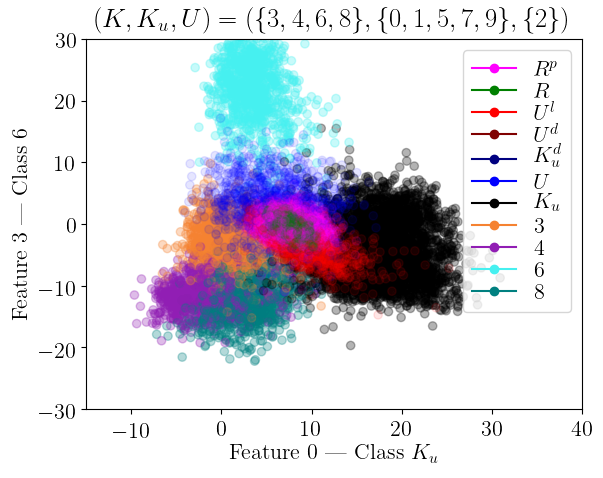 (K, K_u, U) = ({3, 4, 6, 8}, {0, 1, 5, 7, 9}, {2})
30
20
10
0
−10
−20
−30
Feature 3 — Class 6
R^p
R
U^l
U^d
K_u^d
U
K_u
3
4
6
8
−10
0
10
20
30
40
Feature 0 — Class K_u